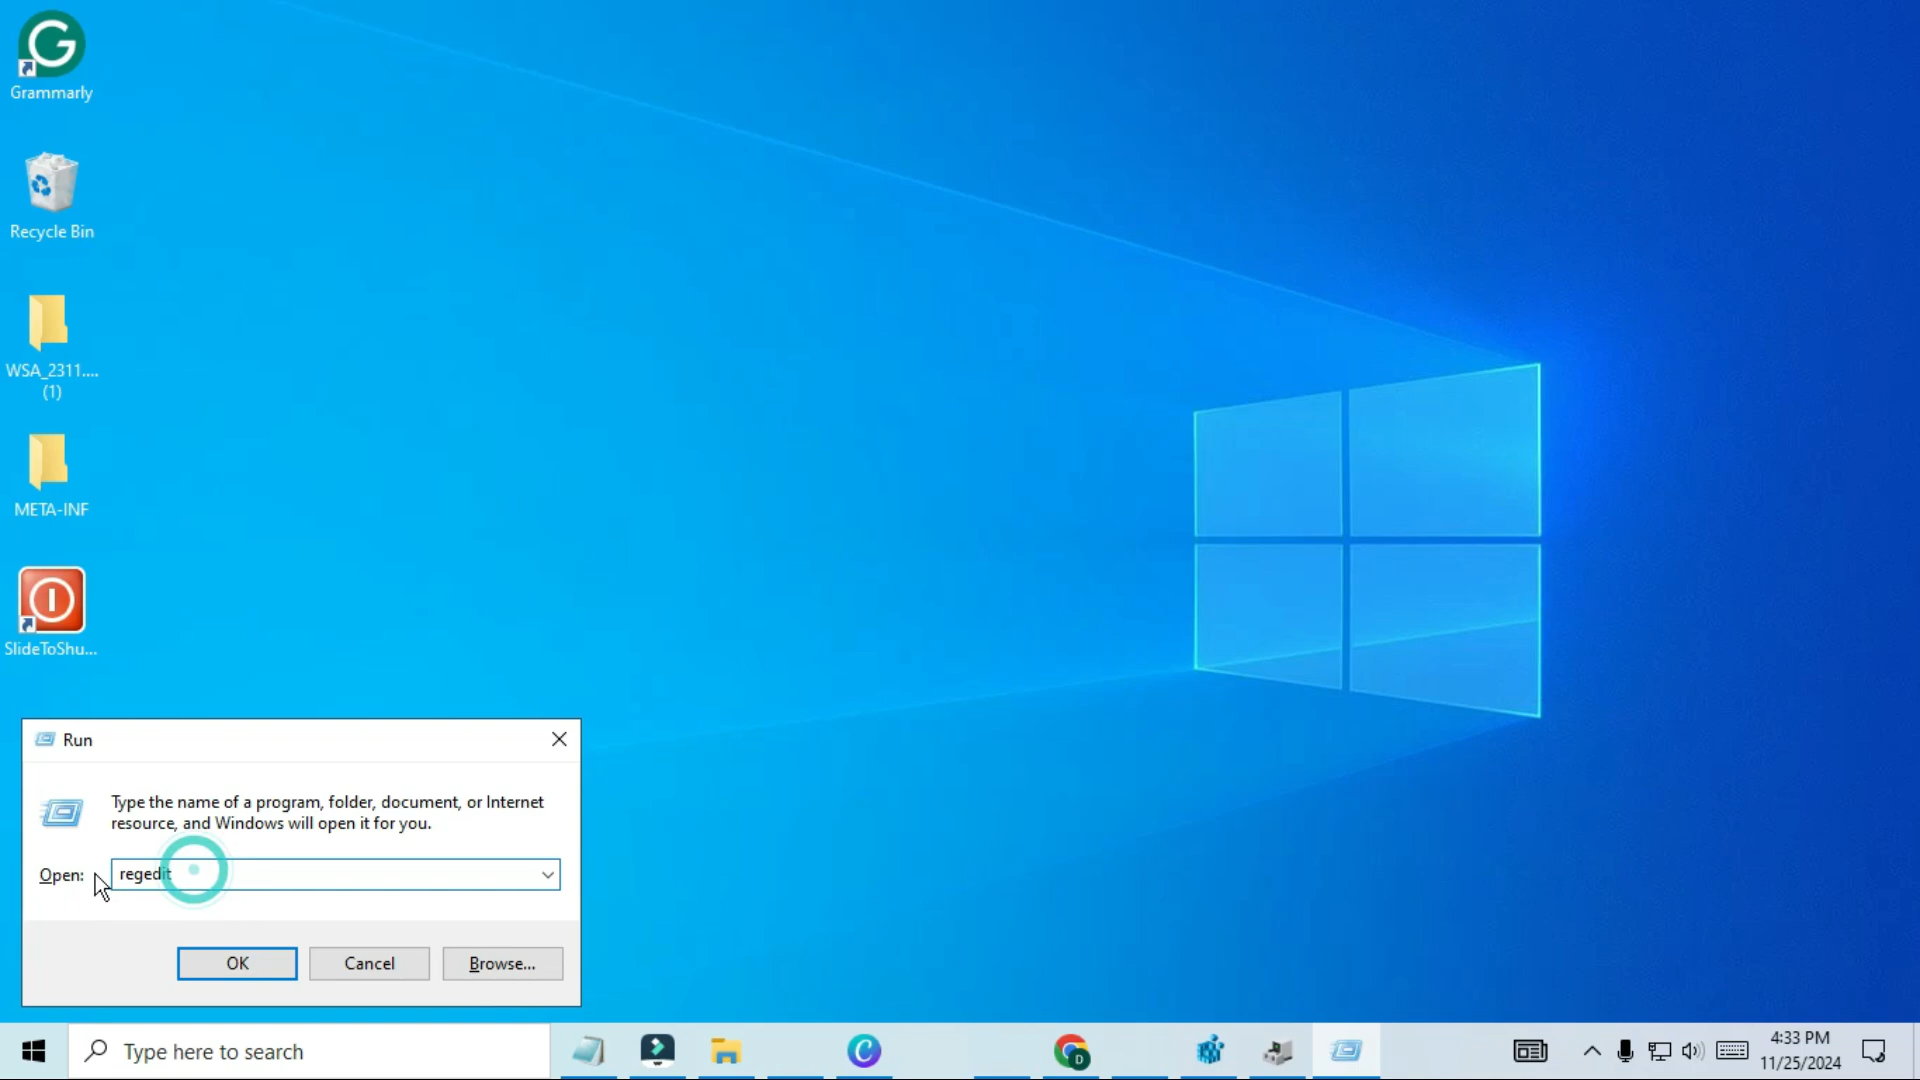 Grammarly
Recycle Bin
WSA_2311....
(1)
META-INF
SlideToShu...
Run
Type the name of a program, folder, document, or Internet
resource, and Windows will open it for you.
Open:
regedit
OK
Cancel
Browse...
Type here to search
4:33 PM
11/25/2024